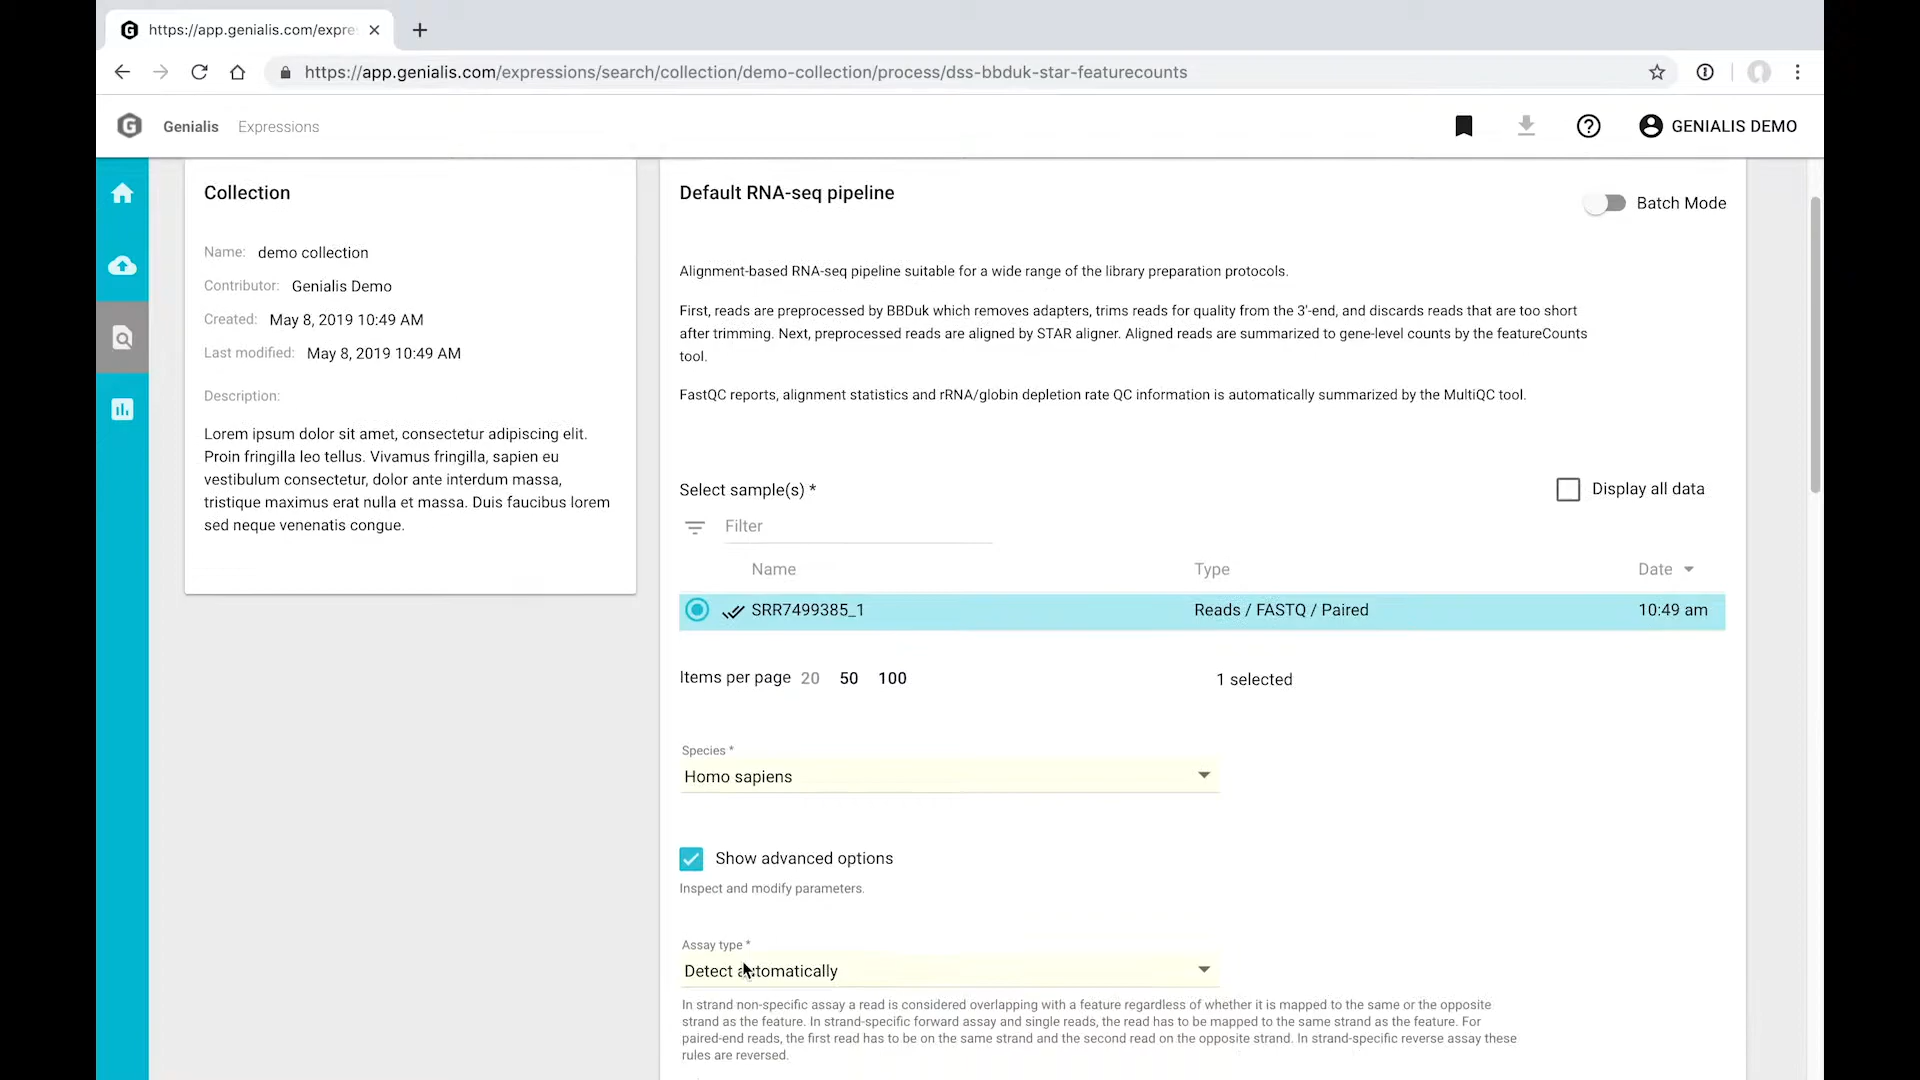 https://app.genialis.com/expre
https://app.genialis.com/expressions/search/collection/demo-collection/process/dss-bbduk-star-featurecounts
Genialis Expressions
GENIALIS DEMO
Collection
Name: demo collection
Contributor: Genialis Demo
Created: May 8, 2019 10:49 AM
Last modified: May 8, 2019 10:49 AM
Description:
Lorem ipsum dolor sit amet, consectetur adipiscing elit.
Proin fringilla leo tellus. Vivamus fringilla, sapien eu
vestibulum consectetur, dolor ante interdum massa,
tristique maximus erat nulla et massa. Duis faucibus lorem
sed neque venenatis congue.
Default RNA-seq pipeline
Batch Mode
Alignment-based RNA-seq pipeline suitable for a wide range of the library preparation protocols.
First, reads are preprocessed by BBDuk which removes adapters, trims reads for quality from the 3'-end, and discards reads that are too short
after trimming. Next, preprocessed reads are aligned by STAR aligner. Aligned reads are summarized to gene-level counts by the featureCounts
tool.
FastQC reports, alignment statistics and rRNA/globin depletion rate QC information is automatically summarized by the MultiQC tool.
Select sample(s) *
Display all data
Filter
Name Type Date
SRR7499385_1 Reads / FASTQ / Paired 10:49 am
Items per page 20 50 100 1 selected
Species *
Homo sapiens
Show advanced options
Inspect and modify parameters.
Assay type *
Detect automatically
In strand non-specific assay a read is considered overlapping with a feature regardless of whether it is mapped to the same or the opposite
strand as the feature. In strand-specific forward assay and single reads, the read has to be mapped to the same strand as the feature. For
paired-end reads, the first read has to be on the same strand and the second read on the opposite strand. In strand-specific reverse assay these
rules are reversed.